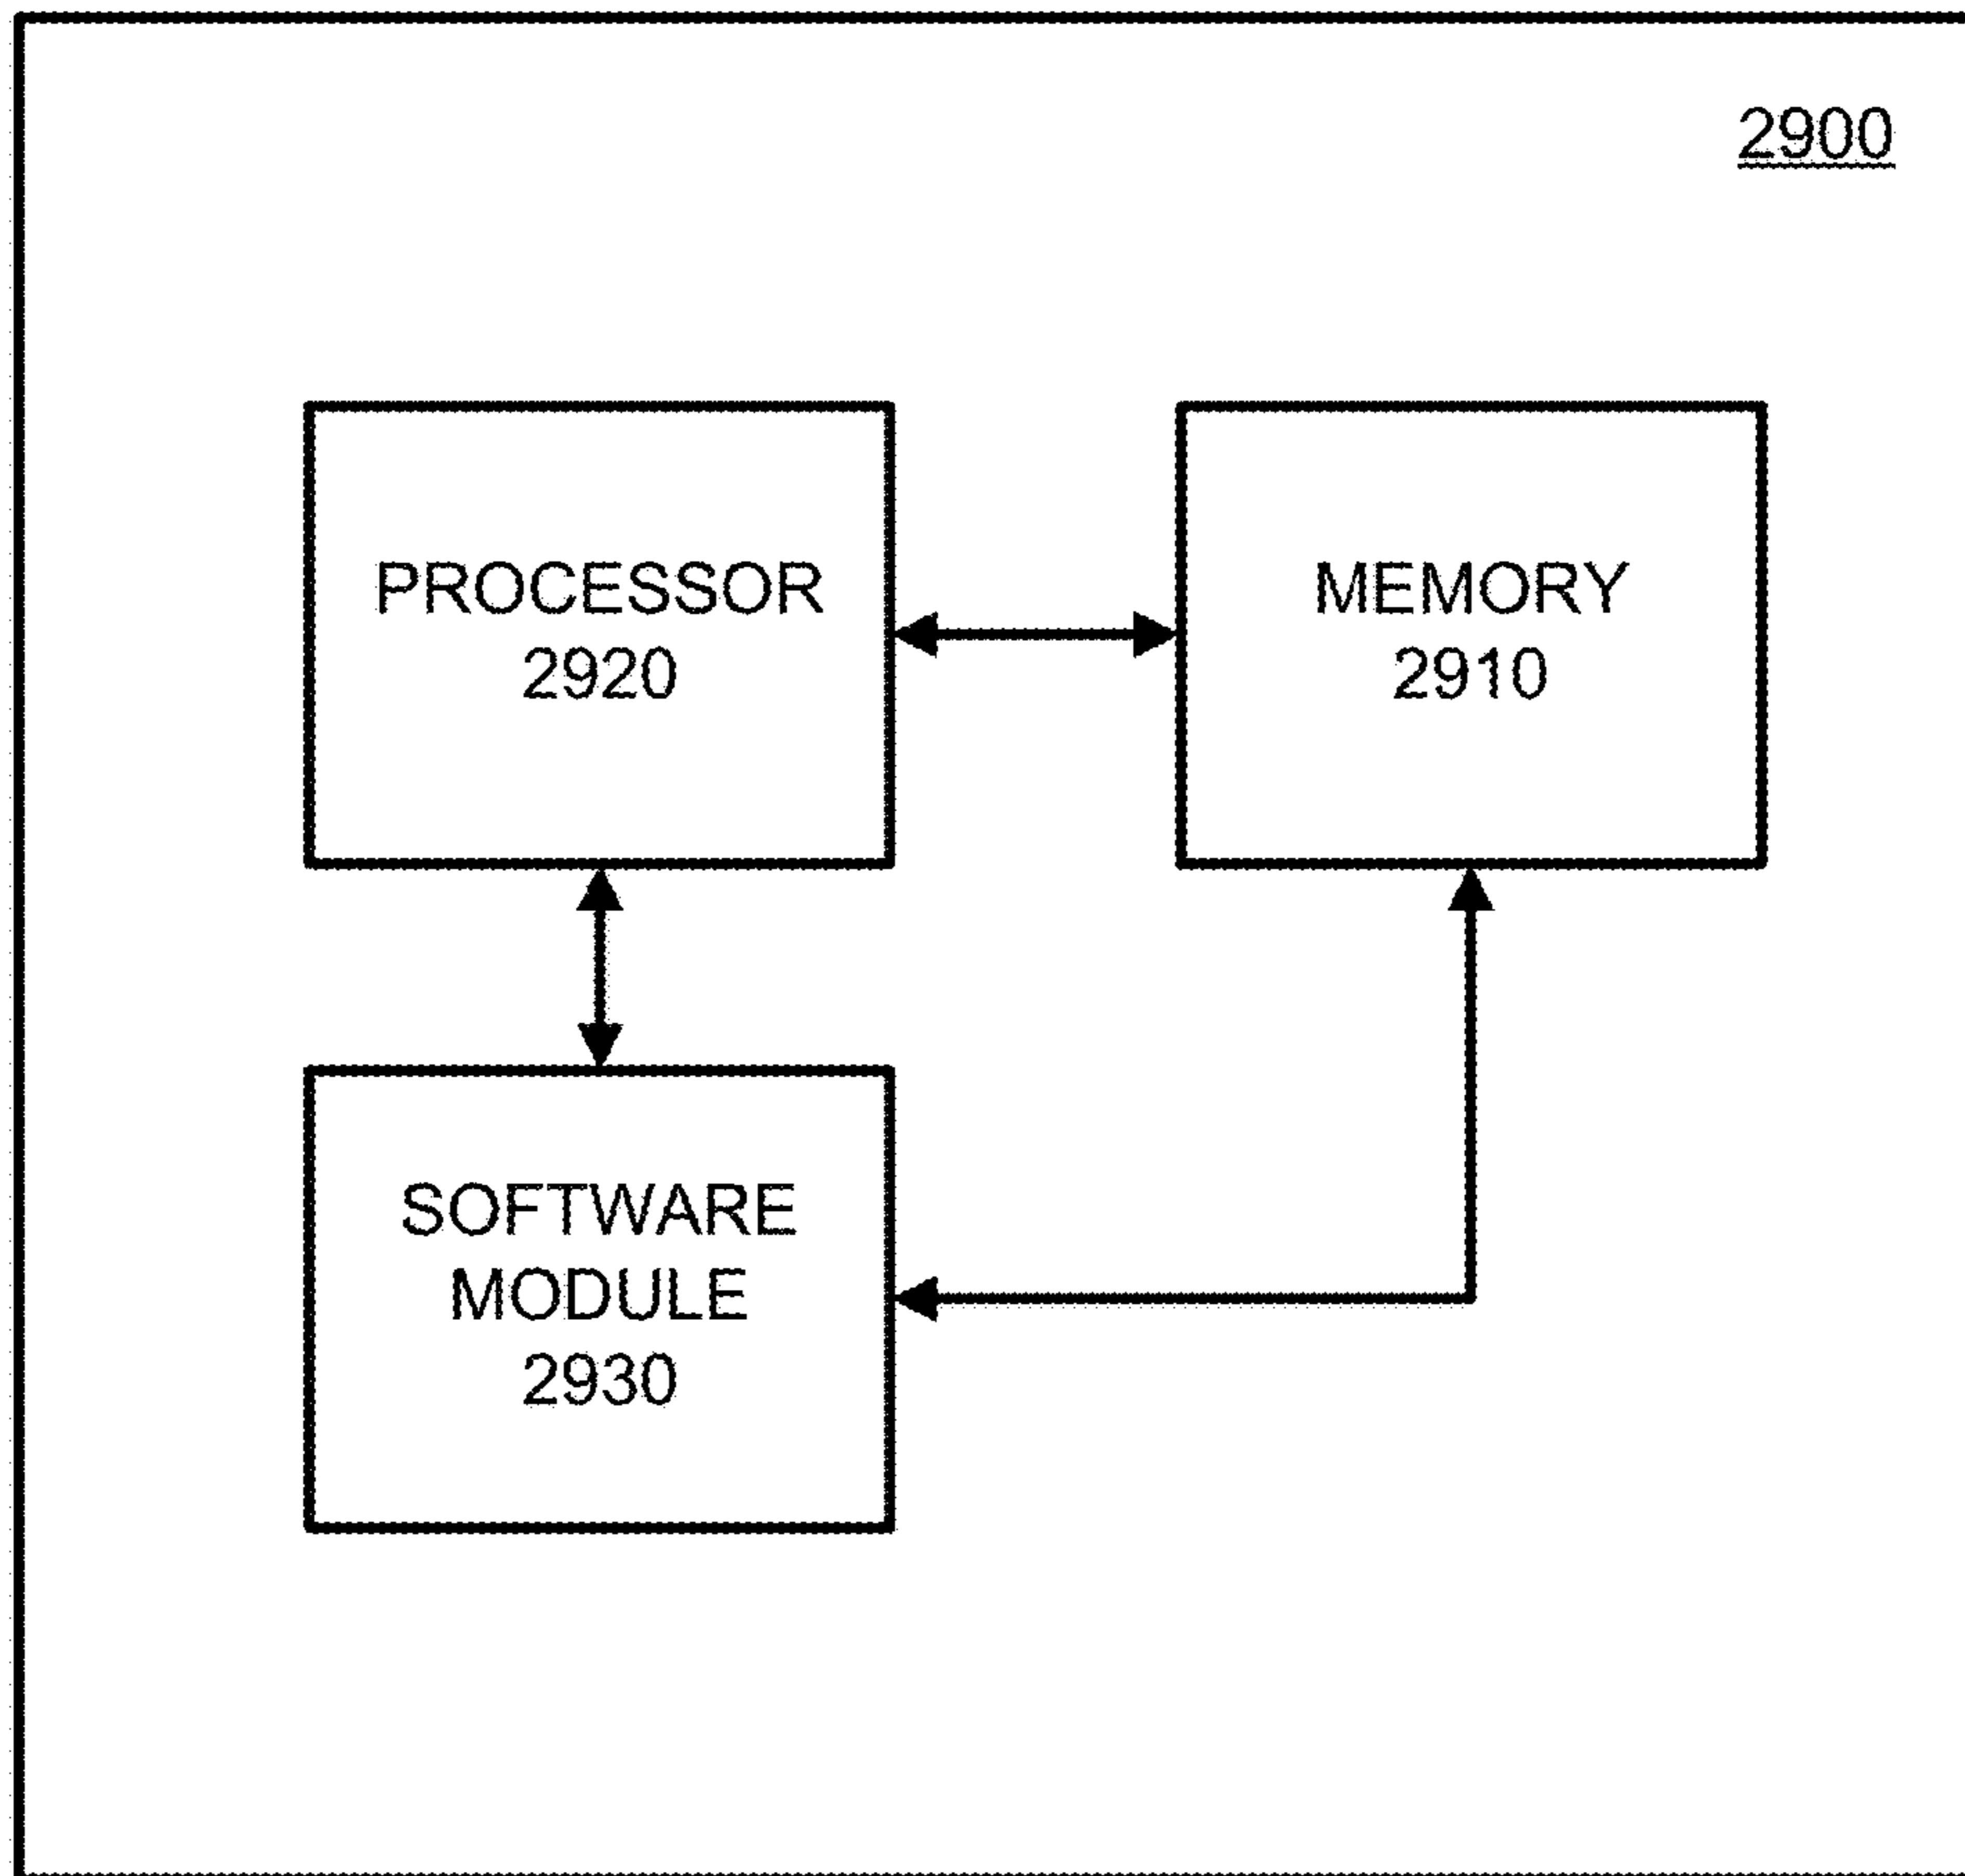 2900
PROCESSOR
2920
MEMORY
2910
SOFTWARE
MODULE
2930